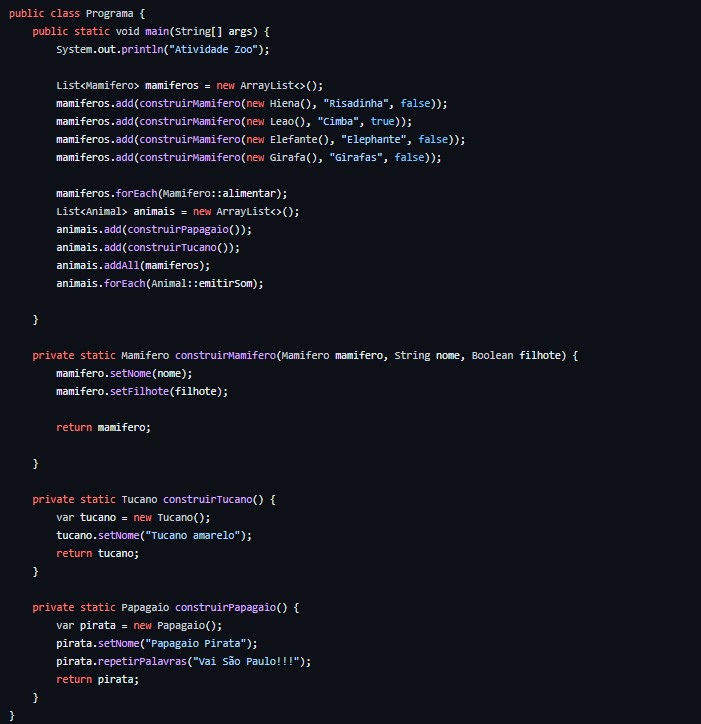 public class Programa {
    public static void main(String[] args) {
        System.out.println("Atividade Zoo");

        List<Mamifero> mamiferos = new ArrayList<>();
        mamiferos.add(construirMamifero(new Hiena(), "Risadinha", false));
        mamiferos.add(construirMamifero(new Leao(), "Cimba", true));
        mamiferos.add(construirMamifero(new Elefante(), "Elephante", false));
        mamiferos.add(construirMamifero(new Girafa(), "Girafas", false));

        mamiferos.forEach(Mamifero::alimentar);
        List<Animal> animais = new ArrayList<>();
        animais.add(construirPapagaio());
        animais.add(construirTucano());
        animais.addAll(mamiferos);
        animais.forEach(Animal::emitirSom);

    }

    private static Mamifero construirMamifero(Mamifero mamifero, String nome, Boolean filhote) {
        mamifero.setNome(nome);
        mamifero.setFilhote(filhote);

        return mamifero;

    }

    private static Tucano construirTucano() {
        var tucano = new Tucano();
        tucano.setNome("Tucano amarelo");
        return tucano;
    }

    private static Papagaio construirPapagaio() {
        var pirata = new Papagaio();
        pirata.setNome("Papagaio Pirata");
        pirata.repetirPalavras("Vai São Paulo!!!");
        return pirata;
    }
}